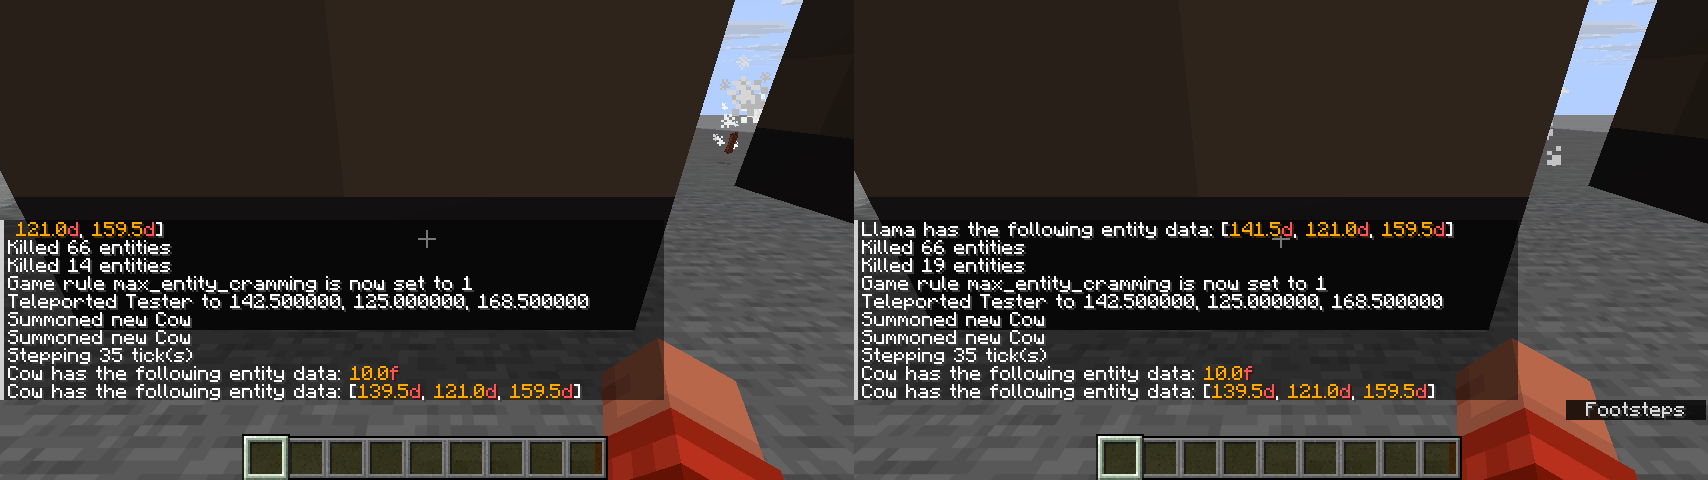 121.0d, 159.5d]
Killed 66 entities
Killed 14 entities
Game rule max_entity_cramming is now set to 1
Teleported Tester to 142.500000, 125.000000, 168.500000
Summoned new Cow
Summoned new Cow
Stepping 35 tick(s)
Cow has the following entity data: 10.0f
Cow has the following entity data: [139.5d, 121.0d, 159.5d]
Llama has the following entity data: [141.5d, 121.0d, 159.5d]
Killed 66 entities
Killed 19 entities
Game rule max_entity_cramming is now set to 1
Teleported Tester to 142.500000, 125.000000, 168.500000
Summoned new Cow
Summoned new Cow
Stepping 35 tick(s)
Cow has the following entity data: 10.0f
Cow has the following entity data: [139.5d, 121.0d, 159.5d]
Footsteps